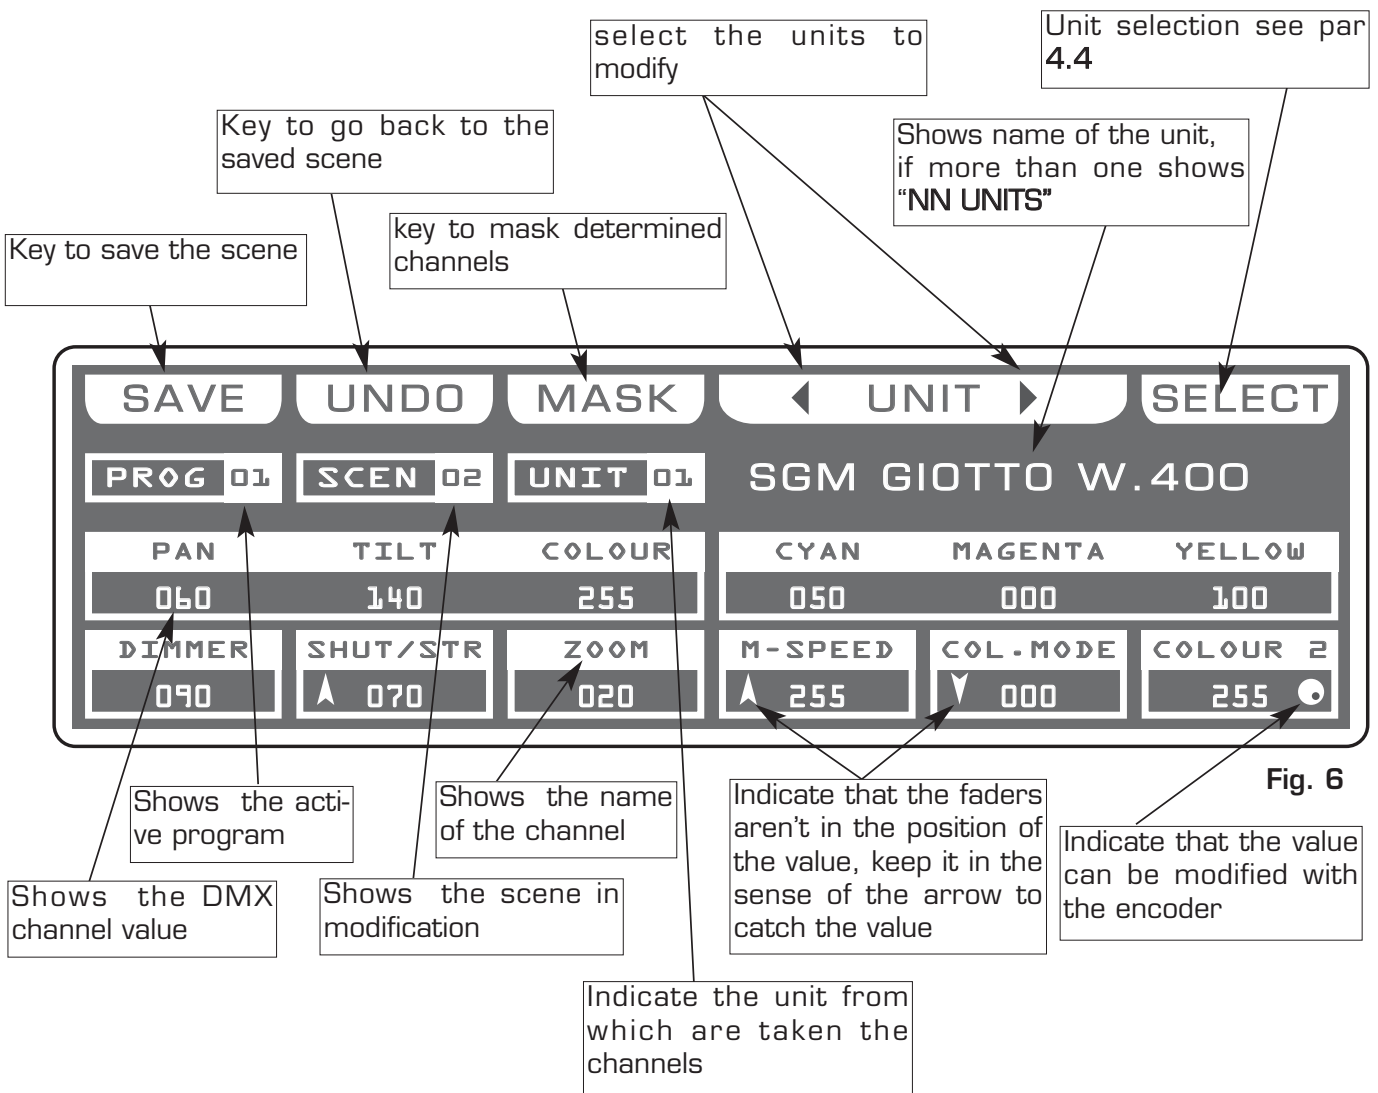 select the units to
modify
Unit selection see par
4.4
Key to go back to the
saved scene
Shows name of the unit,
if more than one shows
“NN UNITS”
key to mask determined
channels
Key to save the scene
SAVE UNDO MASK UNIT SELECT
PROG 01 SCEN 02 UNIT 01 SGM GIOTTO W.400
PAN TILT COLOUR CYAN MAGENTA YELLOW
060 140 255 050 000 100
DIMMER SHUT/STR ZOOM M-SPEED COL.MODE COLOUR 2
090 070 020 255 000 255
Fig. 6
Shows the acti-
ve program
Shows the name
of the channel
Indicate that the faders
aren't in the position of
the value, keep it in the
sense of the arrow to
catch the value
Indicate that the value
can be modified with
the encoder
Shows the DMX
channel value
Shows the scene in
modification
Indicate the unit from
which are taken the
channels